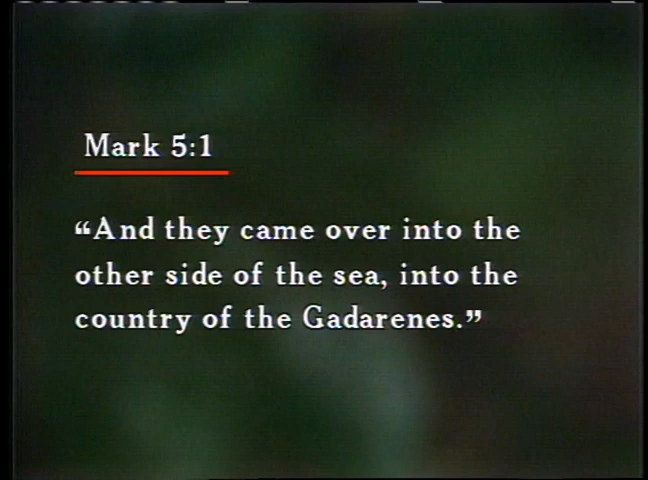 Mark 5:1
“And they came over into the
other side of the sea, into the
country of the Gadarenes.”